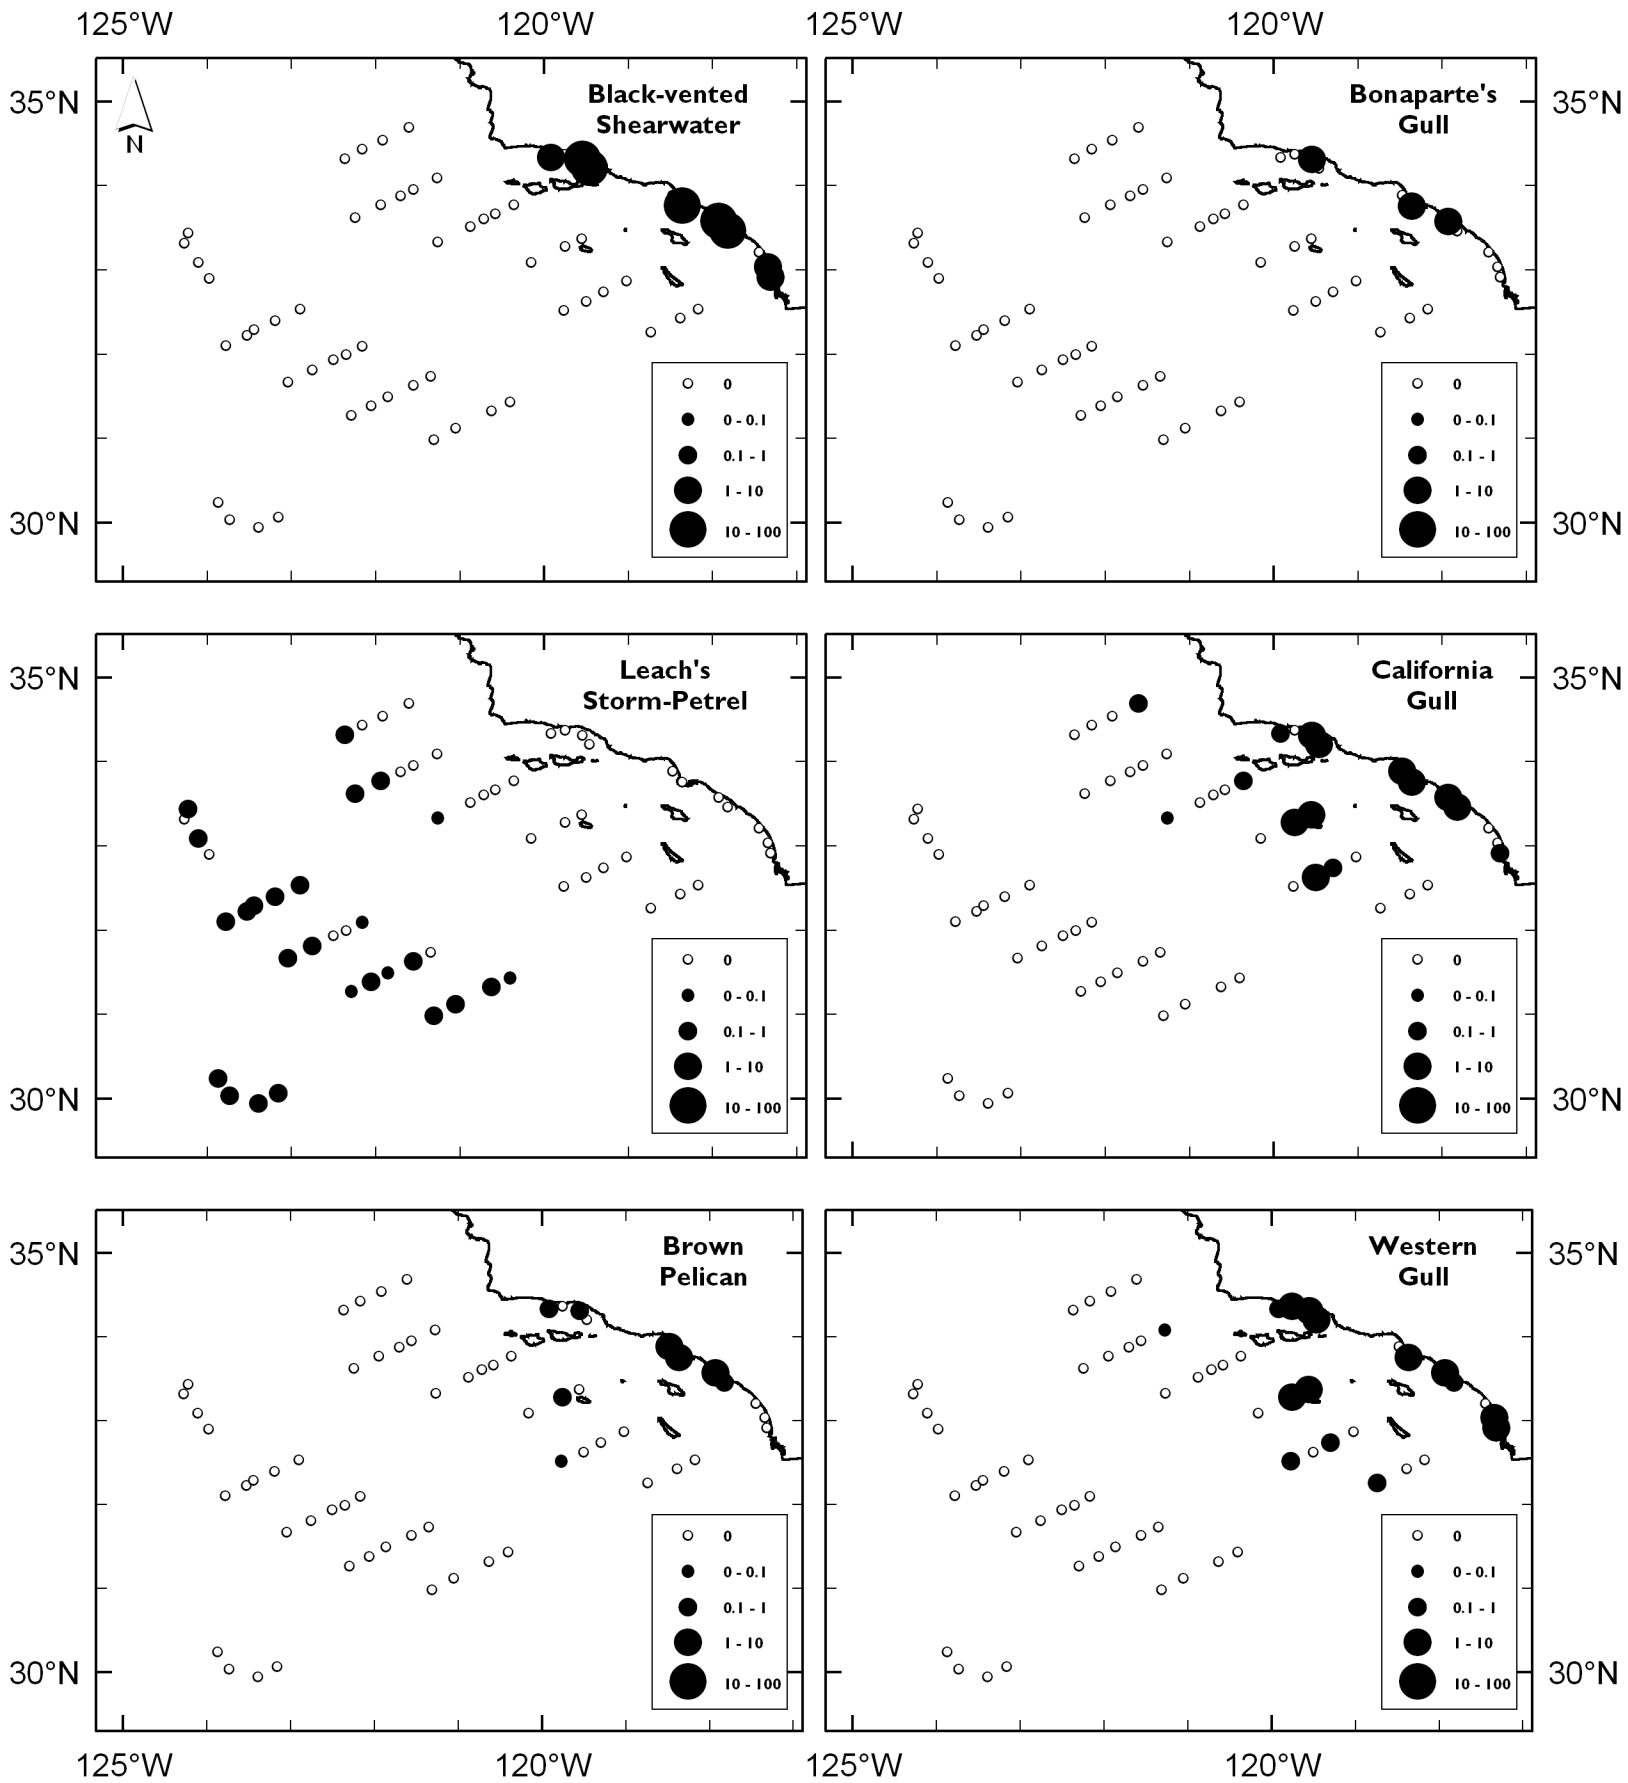 125°W 120°W 125°W 120°W
35°N
N
Black-vented
Shearwater
0
0 - 0.1
0.1 - 1
1 - 10
10 - 100
30°N
Bonaparte's
Gull
35°N
0
0 - 0.1
0.1 - 1
1 - 10
10 - 100
30°N
35°N
Leach's
Storm-Petrel
0
0 - 0.1
0.1 - 1
1 - 10
10 - 100
30°N
California
Gull
35°N
0
0 - 0.1
0.1 - 1
1 - 10
10 - 100
30°N
35°N
Brown
Pelican
0
0 - 0.1
0.1 - 1
1 - 10
10 - 100
30°N
Western
Gull
35°N
0
0 - 0.1
0.1 - 1
1 - 10
10 - 100
30°N
125°W 120°W 125°W 120°W